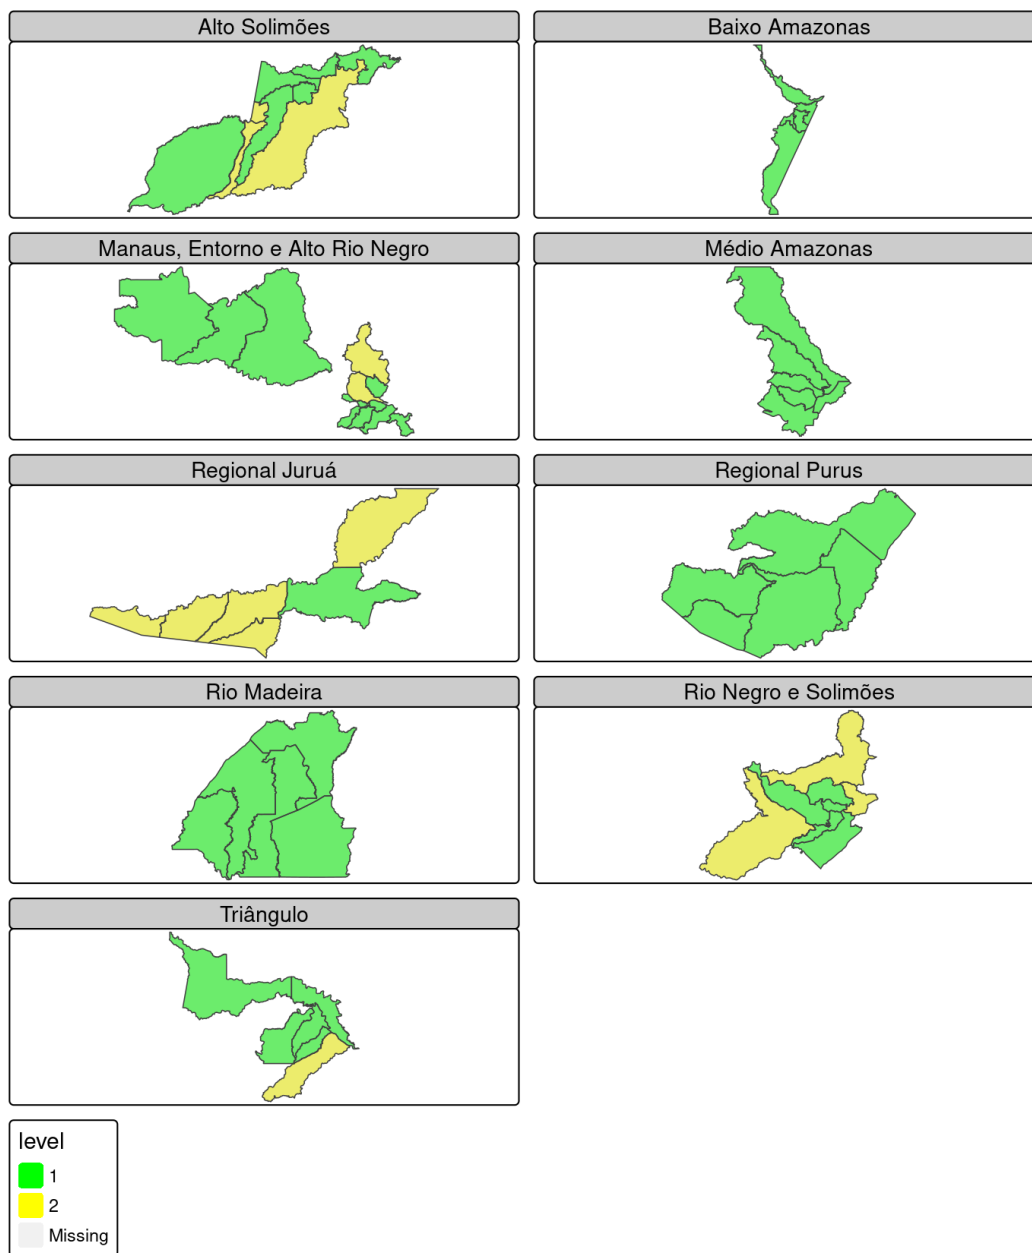 Alto Solimões
Baixo Amazonas
Manaus, Entorno e Alto Rio Negro
Médio Amazonas
Regional Juruá
Regional Purus
Rio Madeira
Rio Negro e Solimões
Triângulo
level
1
2
Missing